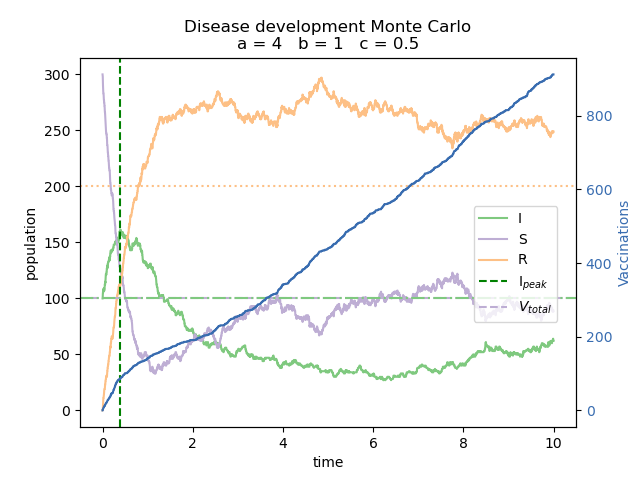 Disease development Monte Carlo
a = 4 b = 1 c = 0.5
300
250
200
150
100
50
0
population
0
2
4
6
8
10
time
800
600
400
200
0
Vaccinations
I
S
R
I_peak
V_total